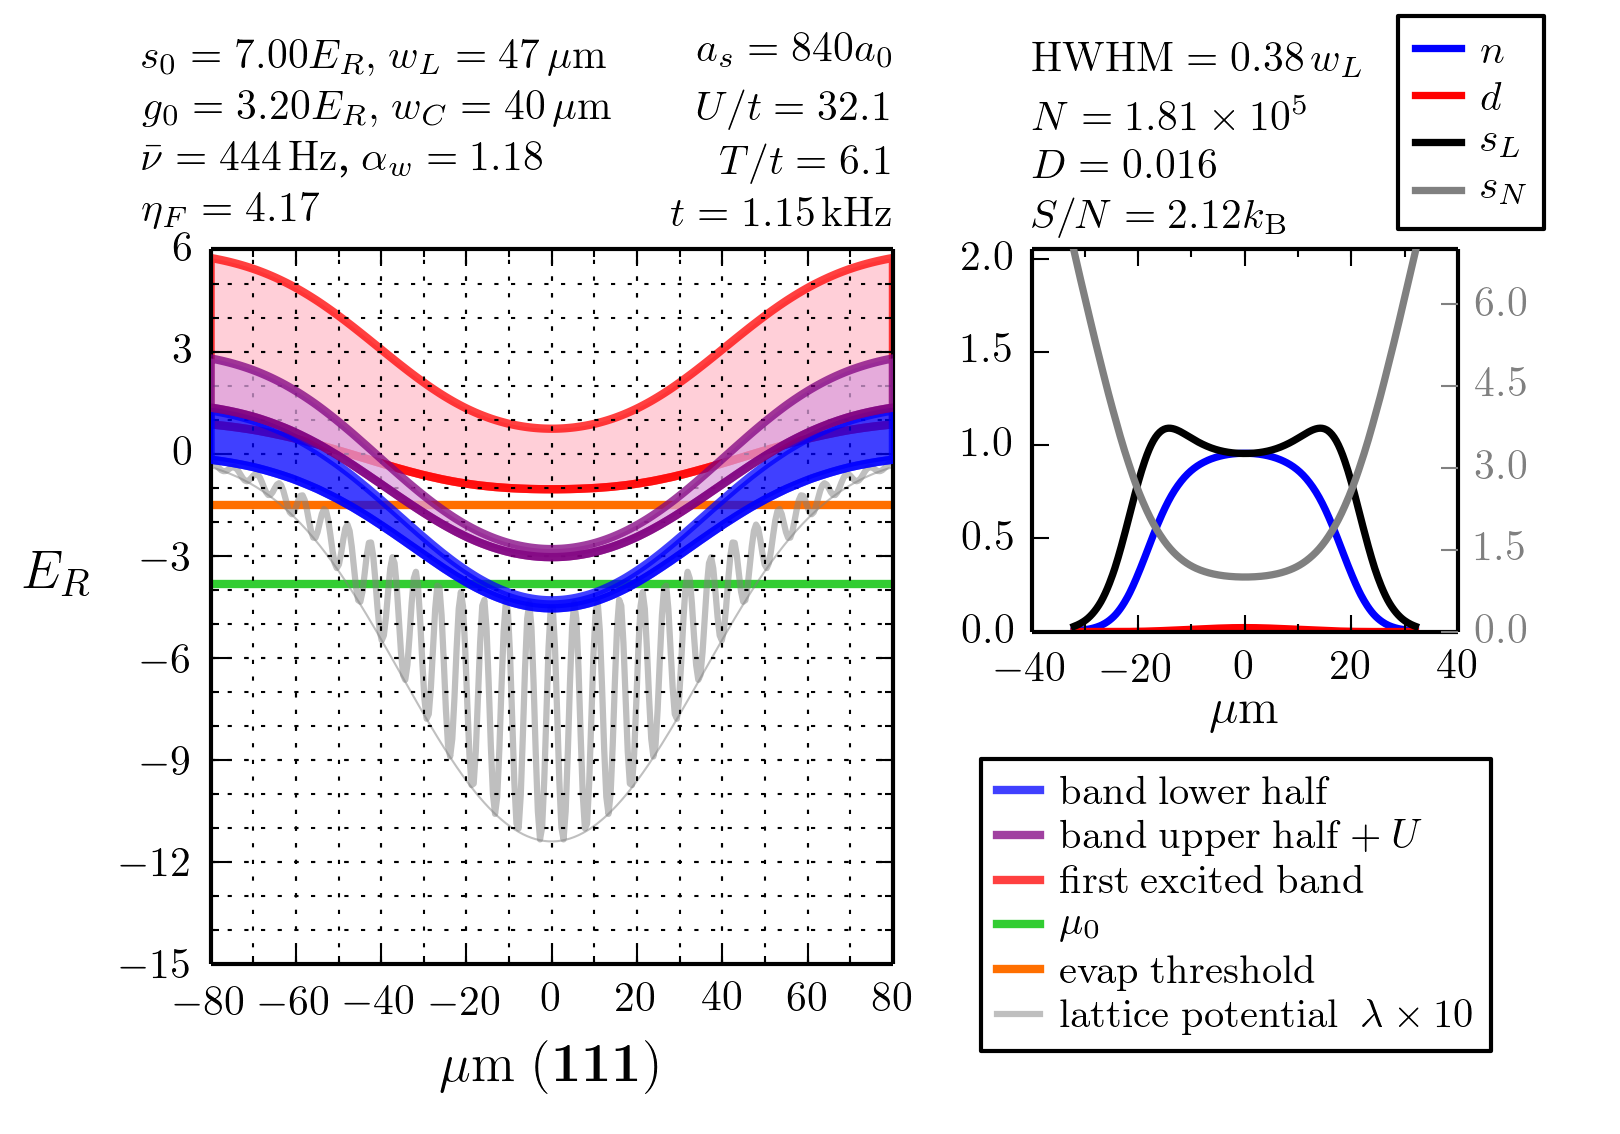 s₀ = 7.00E_R, w_L = 47 μm
g₀ = 3.20E_R, w_C = 40 μm
ν̄ = 444 Hz, α_w = 1.18
η_F = 4.17
a_s = 840a₀
U/t = 32.1
T/t = 6.1
t = 1.15 kHz
HWHM = 0.38 w_L
N = 1.81 × 10⁵
D = 0.016
S/N = 2.12k_B
n
d
s_L
s_N
E_R
6
3
0
−3
−6
−9
−12
−15
−80 −60 −40 −20 0 20 40 60 80
μm (111)
2.0
1.5
1.0
0.5
0.0
6.0
4.5
3.0
1.5
0.0
−40 −20 0 20 40
μm
band lower half
band upper half + U
first excited band
μ₀
evap threshold
lattice potential λ × 10